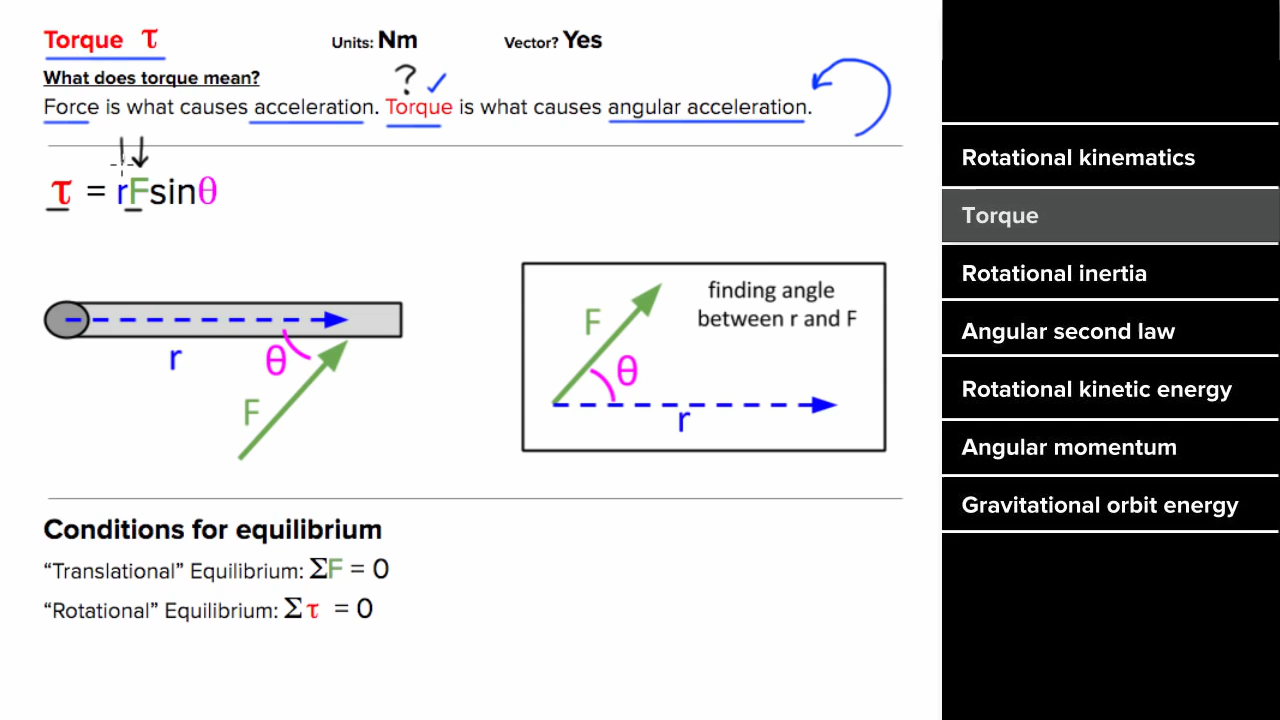 Torque τ Units: Nm Vector? Yes
What does torque mean? ?
Force is what causes acceleration. Torque is what causes angular acceleration.
τ = rFsinθ
r
θ
F
finding angle
between r and F
F
θ
r
Conditions for equilibrium
“Translational” Equilibrium: ΣF = 0
“Rotational” Equilibrium: Στ = 0
Rotational kinematics
Torque
Rotational inertia
Angular second law
Rotational kinetic energy
Angular momentum
Gravitational orbit energy